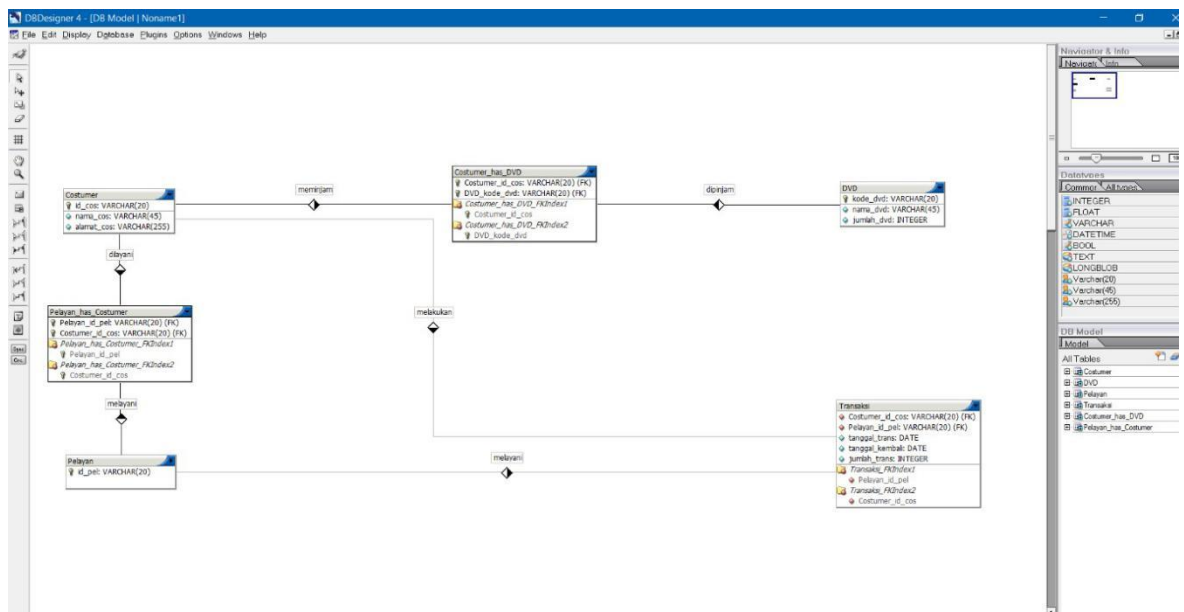 DBDesigner 4 - [DB Model | Noname1]
File Edit Display Database Plugins Options Windows Help
Navigator & Info
Navigator Info
Datatypes
Common All types
INTEGER
FLOAT
VARCHAR
DATETIME
BOOL
TEXT
LONGBLOB
Varchar(20)
Varchar(45)
Varchar(255)
DB Model
Model
All Tables
Costumer
DVD
Pelayan
Transaksi
Costumer_has_DVD
Pelayan_has_Costumer
Costumer
id_cos: VARCHAR(20)
nama_cos: VARCHAR(45)
alamat_cos: VARCHAR(255)
meminjam
Costumer_has_DVD
Costumer_id_cos: VARCHAR(20) (FK)
DVD_kode_dvd: VARCHAR(20) (FK)
Costumer_has_DVD_FKIndex1
Costumer_id_cos
Costumer_has_DVD_FKIndex2
DVD_kode_dvd
dipinjam
DVD
kode_dvd: VARCHAR(20)
nama_dvd: VARCHAR(45)
jumlah_dvd: INTEGER
dilayani
Pelayan_has_Costumer
Pelayan_id_pel: VARCHAR(20) (FK)
Costumer_id_cos: VARCHAR(20) (FK)
Pelayan_has_Costumer_FKIndex1
Pelayan_id_pel
Pelayan_has_Costumer_FKIndex2
Costumer_id_cos
melakukan
melayani
Pelayan
id_pel: VARCHAR(20)
melayani
Transaksi
Costumer_id_cos: VARCHAR(20) (FK)
Pelayan_id_pel: VARCHAR(20) (FK)
tanggal_trans: DATE
tanggal_kembali: DATE
jumlah_trans: INTEGER
Transaksi_FKIndex1
Pelayan_id_pel
Transaksi_FKIndex2
Costumer_id_cos